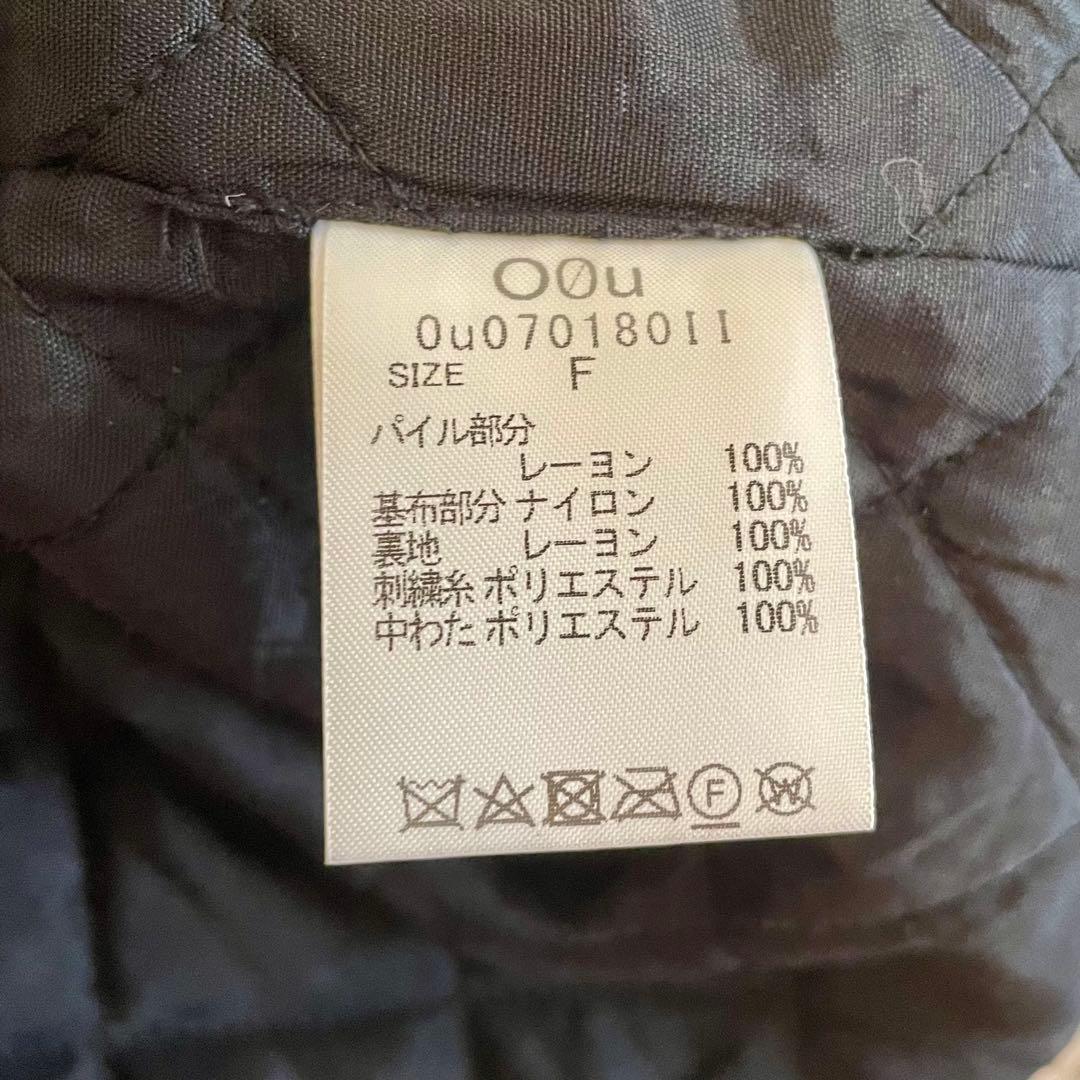 O0u
0u070180II
SIZE F
パイル部分
レーヨン 100%
基布部分 ナイロン 100%
裏地 レーヨン 100%
刺繍糸 ポリエステル 100%
中わた ポリエステル 100%
F W